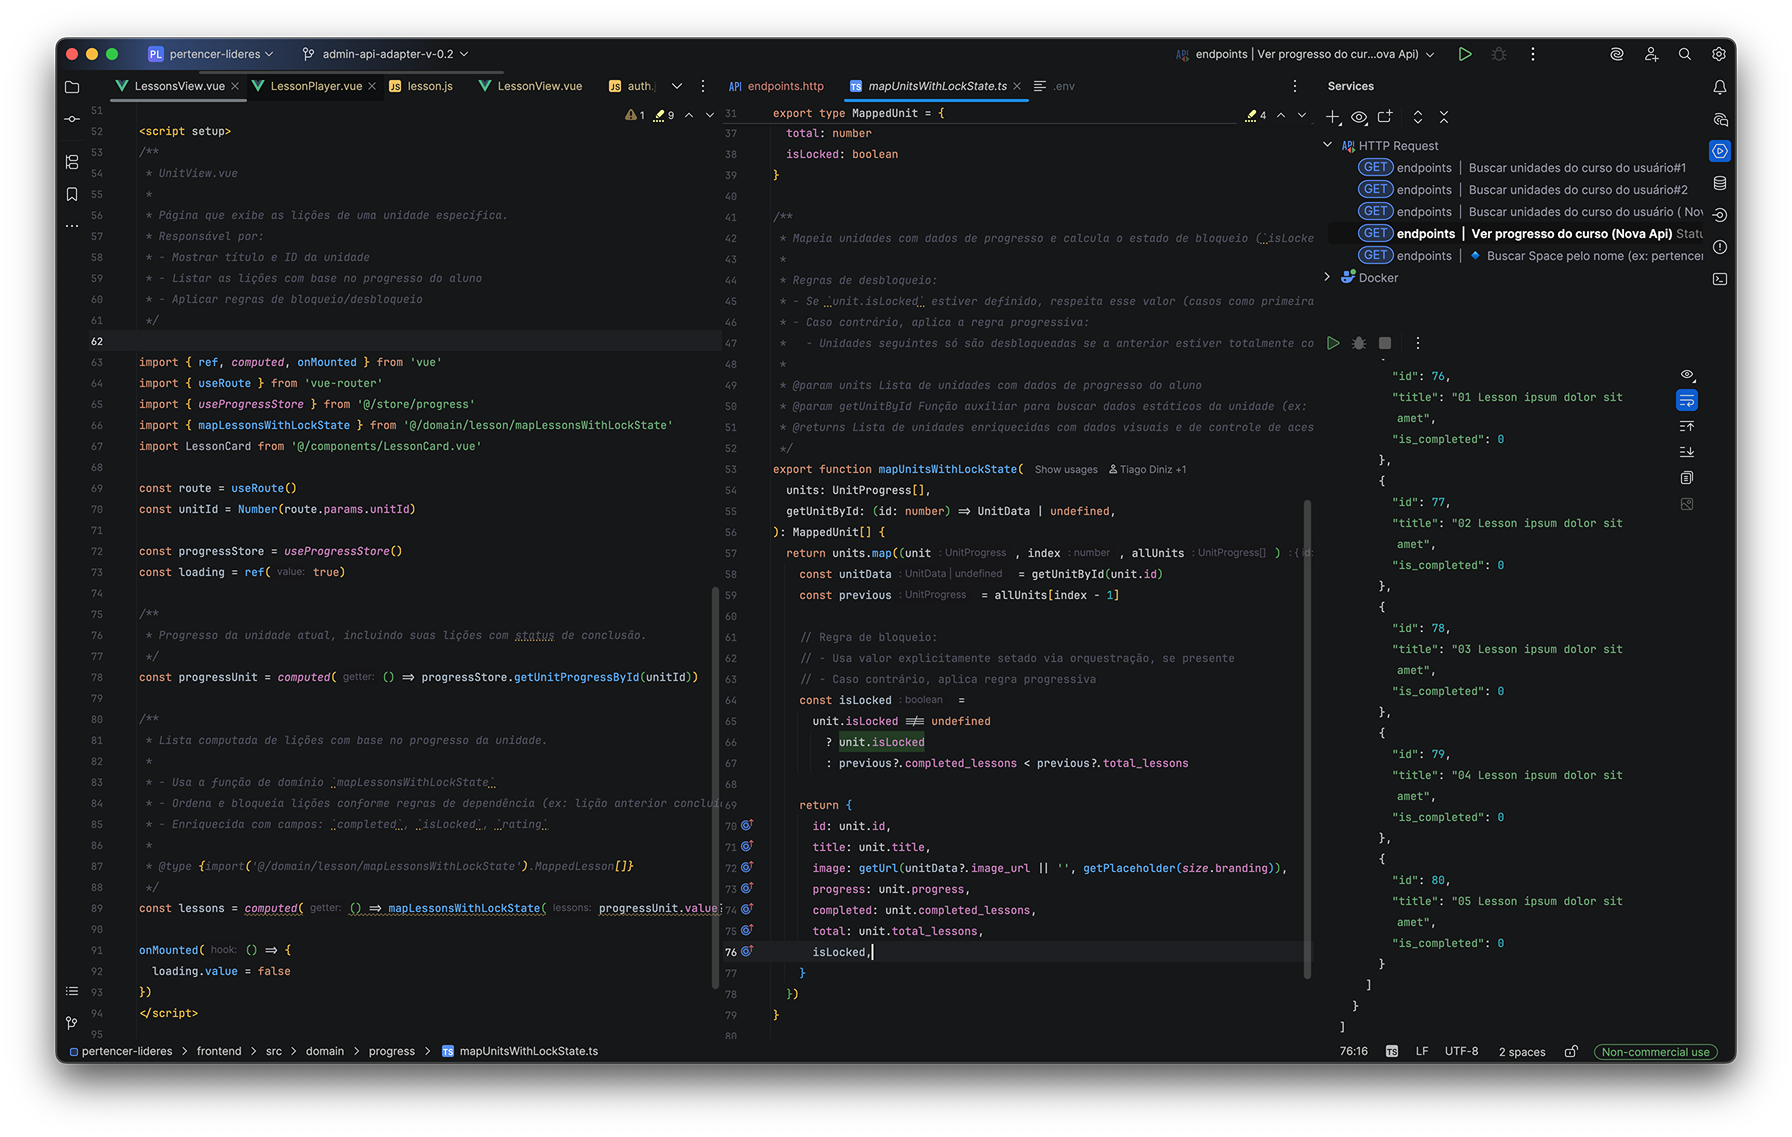 PL pertencer-lideres
admin-api-adapter-v-0.2
API endpoints | Ver progresso do cur...ova Api)
LessonsView.vue
LessonPlayer.vue
JS lesson.js
LessonView.vue
JS auth.
API endpoints.http
TS mapUnitsWithLockState.ts
.env
Services
1 9
51
52 <script setup>
53 /**
54 * UnitView.vue
55 *
56 * Página que exibe as lições de uma unidade específica.
57 * Responsável por:
58 * - Mostrar título e ID da unidade
59 * - Listar as lições com base no progresso do aluno
60 * - Aplicar regras de bloqueio/desbloqueio
61 */
62
63 import { ref, computed, onMounted } from 'vue'
64 import { useRoute } from 'vue-router'
65 import { useProgressStore } from '@/store/progress'
66 import { mapLessonsWithLockState } from '@/domain/lesson/mapLessonsWithLockState'
67 import LessonCard from '@/components/LessonCard.vue'
68
69 const route = useRoute()
70 const unitId = Number(route.params.unitId)
71
72 const progressStore = useProgressStore()
73 const loading = ref( value: true)
74
75 /**
76 * Progresso da unidade atual, incluindo suas lições com status de conclusão.
77 */
78 const progressUnit = computed( getter: () => progressStore.getUnitProgressById(unitId))
79
80 /**
81 * Lista computada de lições com base no progresso da unidade.
82 *
83 * - Usa a função de domínio `mapLessonsWithLockState`
84 * - Ordena e bloqueia lições conforme regras de dependência (ex: lição anterior concluí
85 * - Enriquecida com campos: `completed`, `isLocked`, `rating`
86 *
87 * @type {import('@/domain/lesson/mapLessonsWithLockState').MappedLesson[]}
88 */
89 const lessons = computed( getter: () => mapLessonsWithLockState( lessons: progressUnit.value
90
91 onMounted( hook: () => {
92 loading.value = false
93 })
94 </script>
95
4
31 export type MappedUnit = {
37 total: number
38 isLocked: boolean
39 }
40
41 /**
42 * Mapeia unidades com dados de progresso e calcula o estado de bloqueio (`isLocke
43 *
44 * Regras de desbloqueio:
45 * - Se `unit.isLocked` estiver definido, respeita esse valor (casos como primeira
46 * - Caso contrário, aplica a regra progressiva:
47 * - Unidades seguintes só são desbloqueadas se a anterior estiver totalmente co
48 *
49 * @param units Lista de unidades com dados de progresso do aluno
50 * @param getUnitById Função auxiliar para buscar dados estáticos da unidade (ex:
51 * @returns Lista de unidades enriquecidas com dados visuais e de controle de aces
52 */
53 export function mapUnitsWithLockState( Show usages Tiago Diniz +1
54 units: UnitProgress[],
55 getUnitById: (id: number) => UnitData | undefined,
56 ): MappedUnit[] {
57 return units.map((unit : UnitProgress , index : number , allUnits : UnitProgress[] ) : { id:
58 const unitData : UnitData | undefined = getUnitById(unit.id)
59 const previous : UnitProgress = allUnits[index - 1]
60
61 // Regra de bloqueio:
62 // - Usa valor explicitamente setado via orquestração, se presente
63 // - Caso contrário, aplica regra progressiva
64 const isLocked : boolean =
65 unit.isLocked !== undefined
66 ? unit.isLocked
67 : previous?.completed_lessons < previous?.total_lessons
68
69 return {
70 id: unit.id,
71 title: unit.title,
72 image: getUrl(unitData?.image_url || '', getPlaceholder(size.branding)),
73 progress: unit.progress,
74 completed: unit.completed_lessons,
75 total: unit.total_lessons,
76 isLocked,
77 }
78 })
79 }
80
API HTTP Request
GET endpoints | Buscar unidades do curso do usuário#1
GET endpoints | Buscar unidades do curso do usuário#2
GET endpoints | Buscar unidades do curso do usuário ( Nov
GET endpoints | Ver progresso do curso (Nova Api) Statu
GET endpoints | Buscar Space pelo nome (ex: pertencer
Docker
"id": 76,
"title": "01 Lesson ipsum dolor sit
amet",
"is_completed": 0
},
{
"id": 77,
"title": "02 Lesson ipsum dolor sit
amet",
"is_completed": 0
},
{
"id": 78,
"title": "03 Lesson ipsum dolor sit
amet",
"is_completed": 0
},
{
"id": 79,
"title": "04 Lesson ipsum dolor sit
amet",
"is_completed": 0
},
{
"id": 80,
"title": "05 Lesson ipsum dolor sit
amet",
"is_completed": 0
}
]
}
]
pertencer-lideres > frontend > src > domain > progress > TS mapUnitsWithLockState.ts
76:16 TS LF UTF-8 2 spaces Non-commercial use